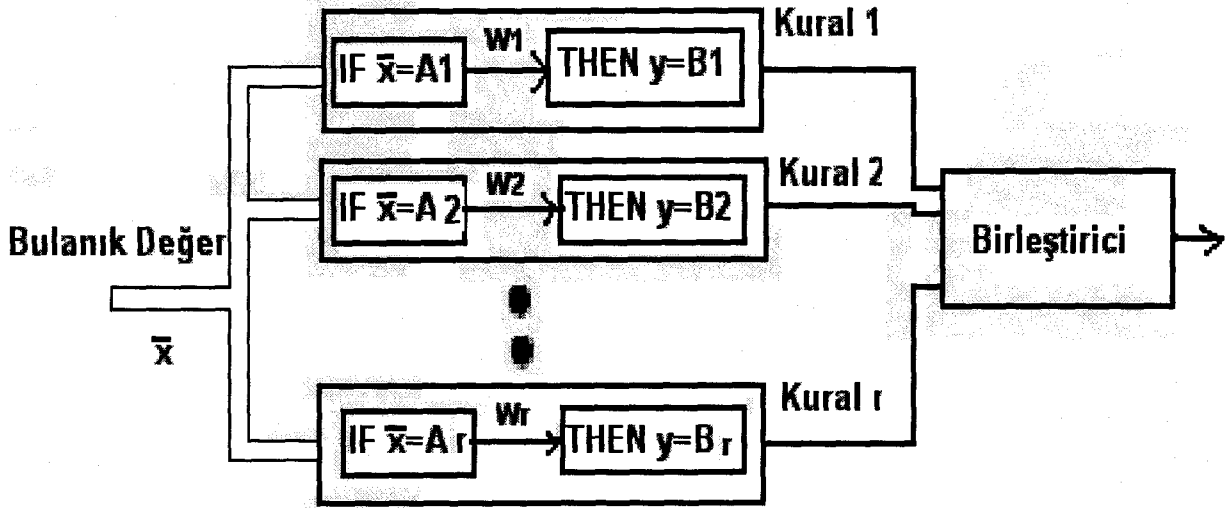 Kural 1
IF x̄=A1
W1
THEN y=B1
Kural 2
IF x̄=A 2
W2
THEN y=B2
Bulanık Değer
x̄
Birleştirici
Kural r
IF x̄=A r
Wr
THEN y=B r